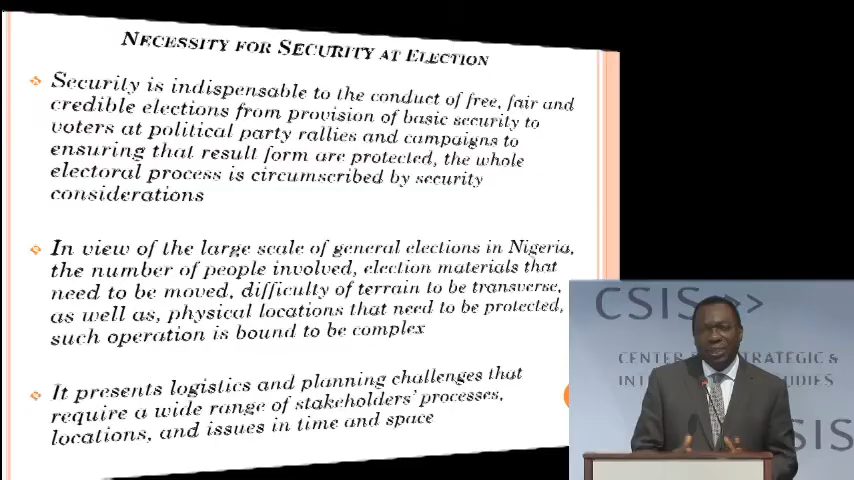 NECESSITY FOR SECURITY AT ELECTION
Security is indispensable to the conduct of free, fair and
credible elections from provision of basic security to
voters at political party rallies and campaigns to
ensuring that result form are protected, the whole
electoral process is circumscribed by security
considerations
In view of the large scale of general elections in Nigeria,
the number of people involved, election materials that
need to be moved, difficulty of terrain to be transverse,
as well as, physical locations that need to be protected,
such operation is bound to be complex
It presents logistics and planning challenges that
require a wide range of stakeholders' processes,
locations, and issues in time and space
CSIS >>
CENTER STRATEGIC &
STUDIES
CSIS